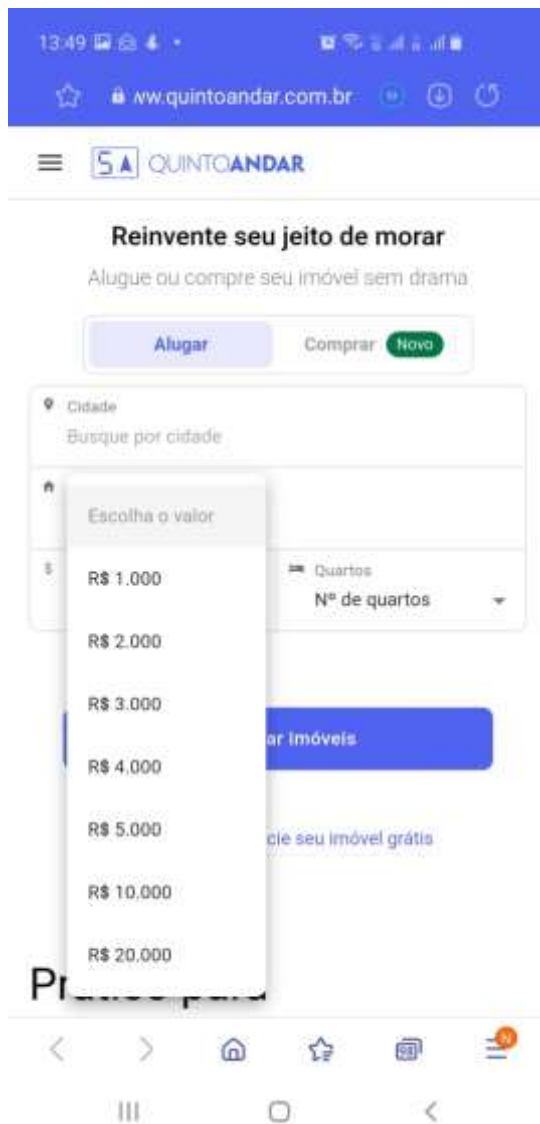 13:49
ww.quintoandar.com.br
5A QUINTOANDAR
Reinvente seu jeito de morar
Alugue ou compre seu imóvel sem drama
Alugar
Comprar Novo
Cidade
Busque por cidade
Escolha o valor
R$ 1.000
R$ 2.000
R$ 3.000
R$ 4.000
R$ 5.000
R$ 10.000
R$ 20.000
$
Quartos
Nº de quartos
ar Imóveis
cie seu imóvel grátis
N